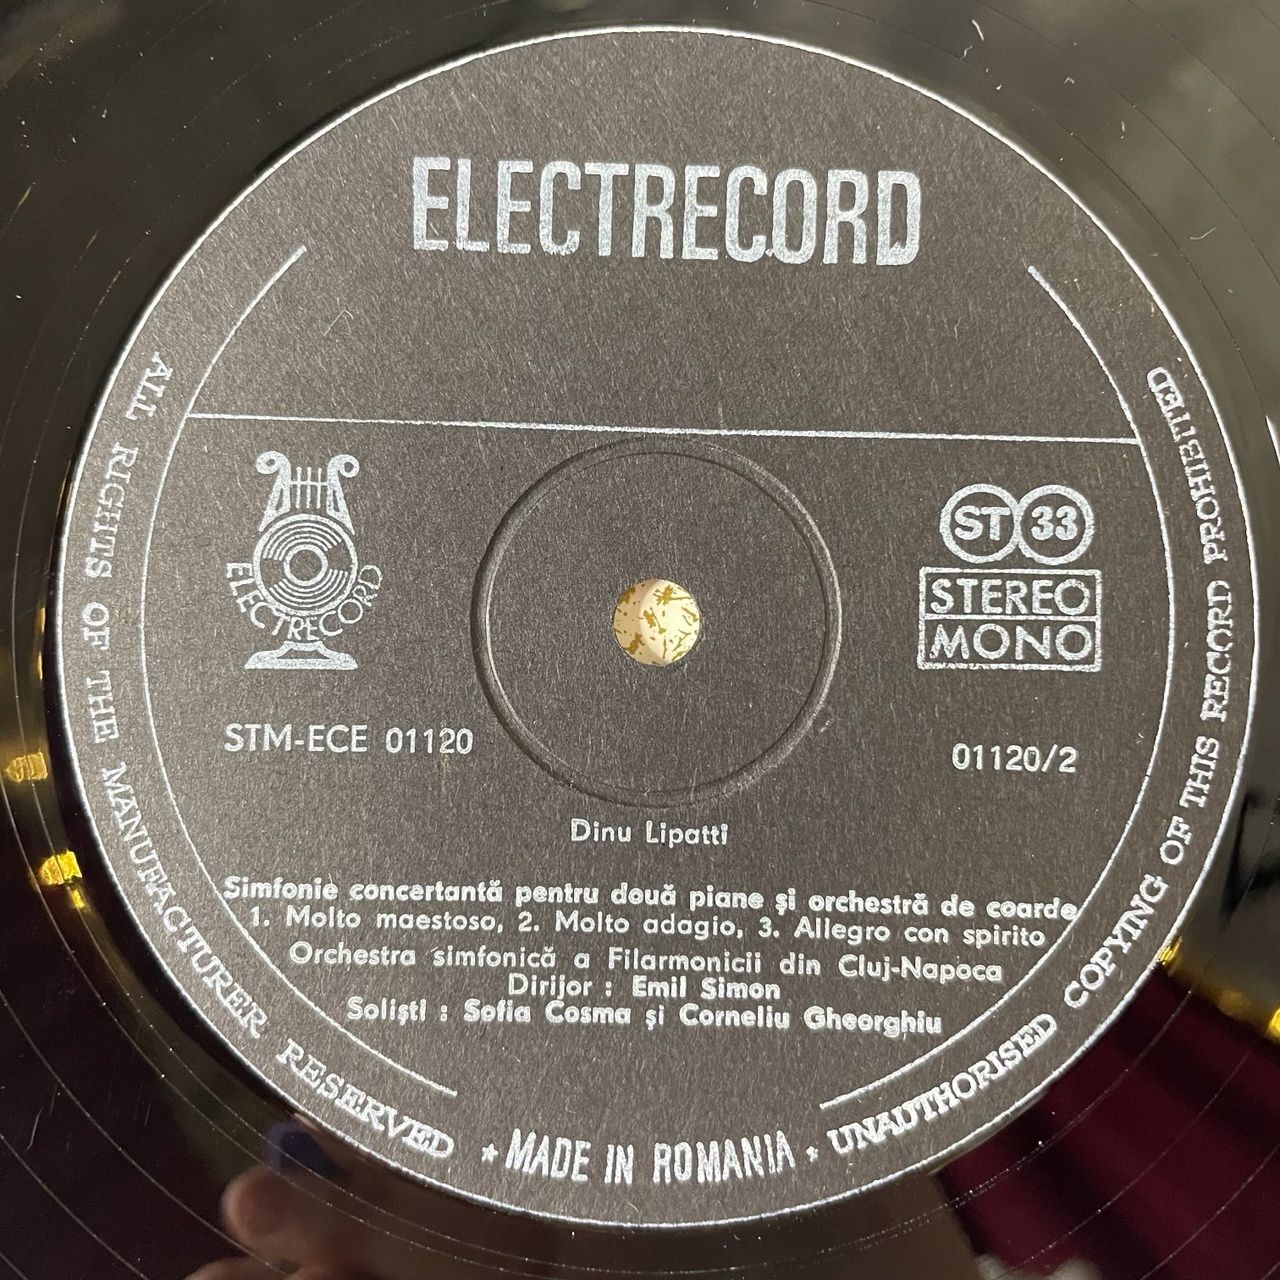 ELECTRECORD
ELECTRECORD
ST 33
STEREO
MONO
STM-ECE 01120
01120/2
Dinu Lipatti
Simfonie concertantă pentru două piane și orchestră de coarde
1. Molto maestoso, 2. Molto adagio, 3. Allegro con spirito
Orchestra simfonică a Filarmonicii din Cluj-Napoca
Dirijor : Emil Simon
Soliști : Sofia Cosma și Corneliu Gheorghiu
ALL RIGHTS OF THE MANUFACTURER RESERVED * MADE IN ROMANIA * UNAUTHORISED COPYING OF THIS RECORD PROHIBITED